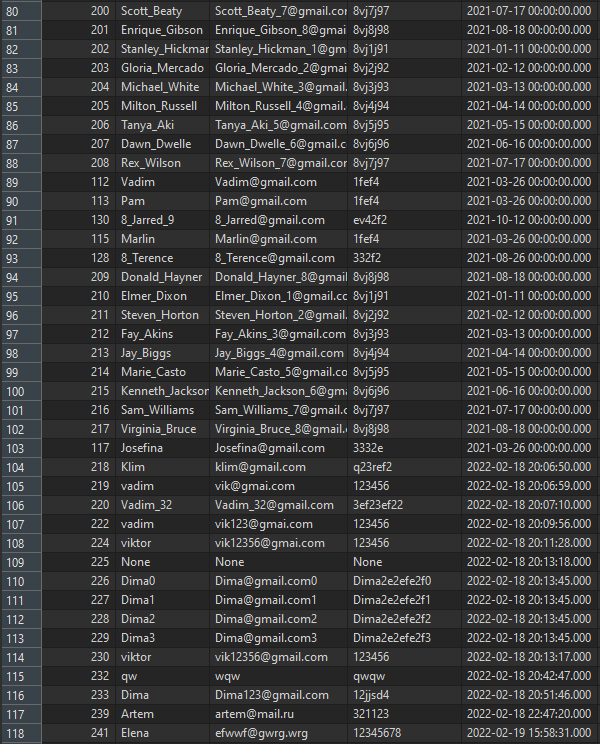 80 200 Scott_Beaty Scott_Beaty_7@gmail.con 8vj7j97 2021-07-17 00:00:00.000
81 201 Enrique_Gibson Enrique_Gibson_8@gmail 8vj8j98 2021-08-18 00:00:00.000
82 202 Stanley_Hickman Stanley_Hickman_1@gma 8vj1j91 2021-01-11 00:00:00.000
83 203 Gloria_Mercado Gloria_Mercado_2@gmai 8vj2j92 2021-02-12 00:00:00.000
84 204 Michael_White Michael_White_3@gmail. 8vj3j93 2021-03-13 00:00:00.000
85 205 Milton_Russell Milton_Russell_4@gmail. 8vj4j94 2021-04-14 00:00:00.000
86 206 Tanya_Aki Tanya_Aki_5@gmail.com 8vj5j95 2021-05-15 00:00:00.000
87 207 Dawn_Dwelle Dawn_Dwelle_6@gmail.c 8vj6j96 2021-06-16 00:00:00.000
88 208 Rex_Wilson Rex_Wilson_7@gmail.com 8vj7j97 2021-07-17 00:00:00.000
89 112 Vadim Vadim@gmail.com 1fef4 2021-03-26 00:00:00.000
90 113 Pam Pam@gmail.com 1fef4 2021-03-26 00:00:00.000
91 130 8_Jarred_9 8_Jarred@gmail.com ev42f2 2021-10-12 00:00:00.000
92 115 Marlin Marlin@gmail.com 1fef4 2021-03-26 00:00:00.000
93 128 8_Terence 8_Terence@gmail.com 332f2 2021-08-26 00:00:00.000
94 209 Donald_Hayner Donald_Hayner_8@gmail 8vj8j98 2021-08-18 00:00:00.000
95 210 Elmer_Dixon Elmer_Dixon_1@gmail.co 8vj1j91 2021-01-11 00:00:00.000
96 211 Steven_Horton Steven_Horton_2@gmail. 8vj2j92 2021-02-12 00:00:00.000
97 212 Fay_Akins Fay_Akins_3@gmail.com 8vj3j93 2021-03-13 00:00:00.000
98 213 Jay_Biggs Jay_Biggs_4@gmail.com 8vj4j94 2021-04-14 00:00:00.000
99 214 Marie_Casto Marie_Casto_5@gmail.co 8vj5j95 2021-05-15 00:00:00.000
100 215 Kenneth_Jackson Kenneth_Jackson_6@gma 8vj6j96 2021-06-16 00:00:00.000
101 216 Sam_Williams Sam_Williams_7@gmail.c 8vj7j97 2021-07-17 00:00:00.000
102 217 Virginia_Bruce Virginia_Bruce_8@gmail.c 8vj8j98 2021-08-18 00:00:00.000
103 117 Josefina Josefina@gmail.com 3332e 2021-03-26 00:00:00.000
104 218 Klim klim@gmail.com q23ref2 2022-02-18 20:06:50.000
105 219 vadim vik@gmai.com 123456 2022-02-18 20:06:59.000
106 220 Vadim_32 Vadim_32@gmail.com 3ef23ef22 2022-02-18 20:07:10.000
107 222 vadim vik123@gmai.com 123456 2022-02-18 20:09:56.000
108 224 viktor vik12356@gmai.com 123456 2022-02-18 20:11:28.000
109 225 None None None 2022-02-18 20:13:18.000
110 226 Dima0 Dima@gmail.com0 Dima2e2efe2f0 2022-02-18 20:13:45.000
111 227 Dima1 Dima@gmail.com1 Dima2e2efe2f1 2022-02-18 20:13:45.000
112 228 Dima2 Dima@gmail.com2 Dima2e2efe2f2 2022-02-18 20:13:45.000
113 229 Dima3 Dima@gmail.com3 Dima2e2efe2f3 2022-02-18 20:13:45.000
114 230 viktor vik12356@gmail.com 123456 2022-02-18 20:13:17.000
115 232 qw wqw qwqw 2022-02-18 20:42:47.000
116 233 Dima Dima123@gmail.com 12jjsd4 2022-02-18 20:51:46.000
117 239 Artem artem@mail.ru 321123 2022-02-18 22:47:20.000
118 241 Elena efwwf@gwrg.wrg 12345678 2022-02-19 15:58:31.000